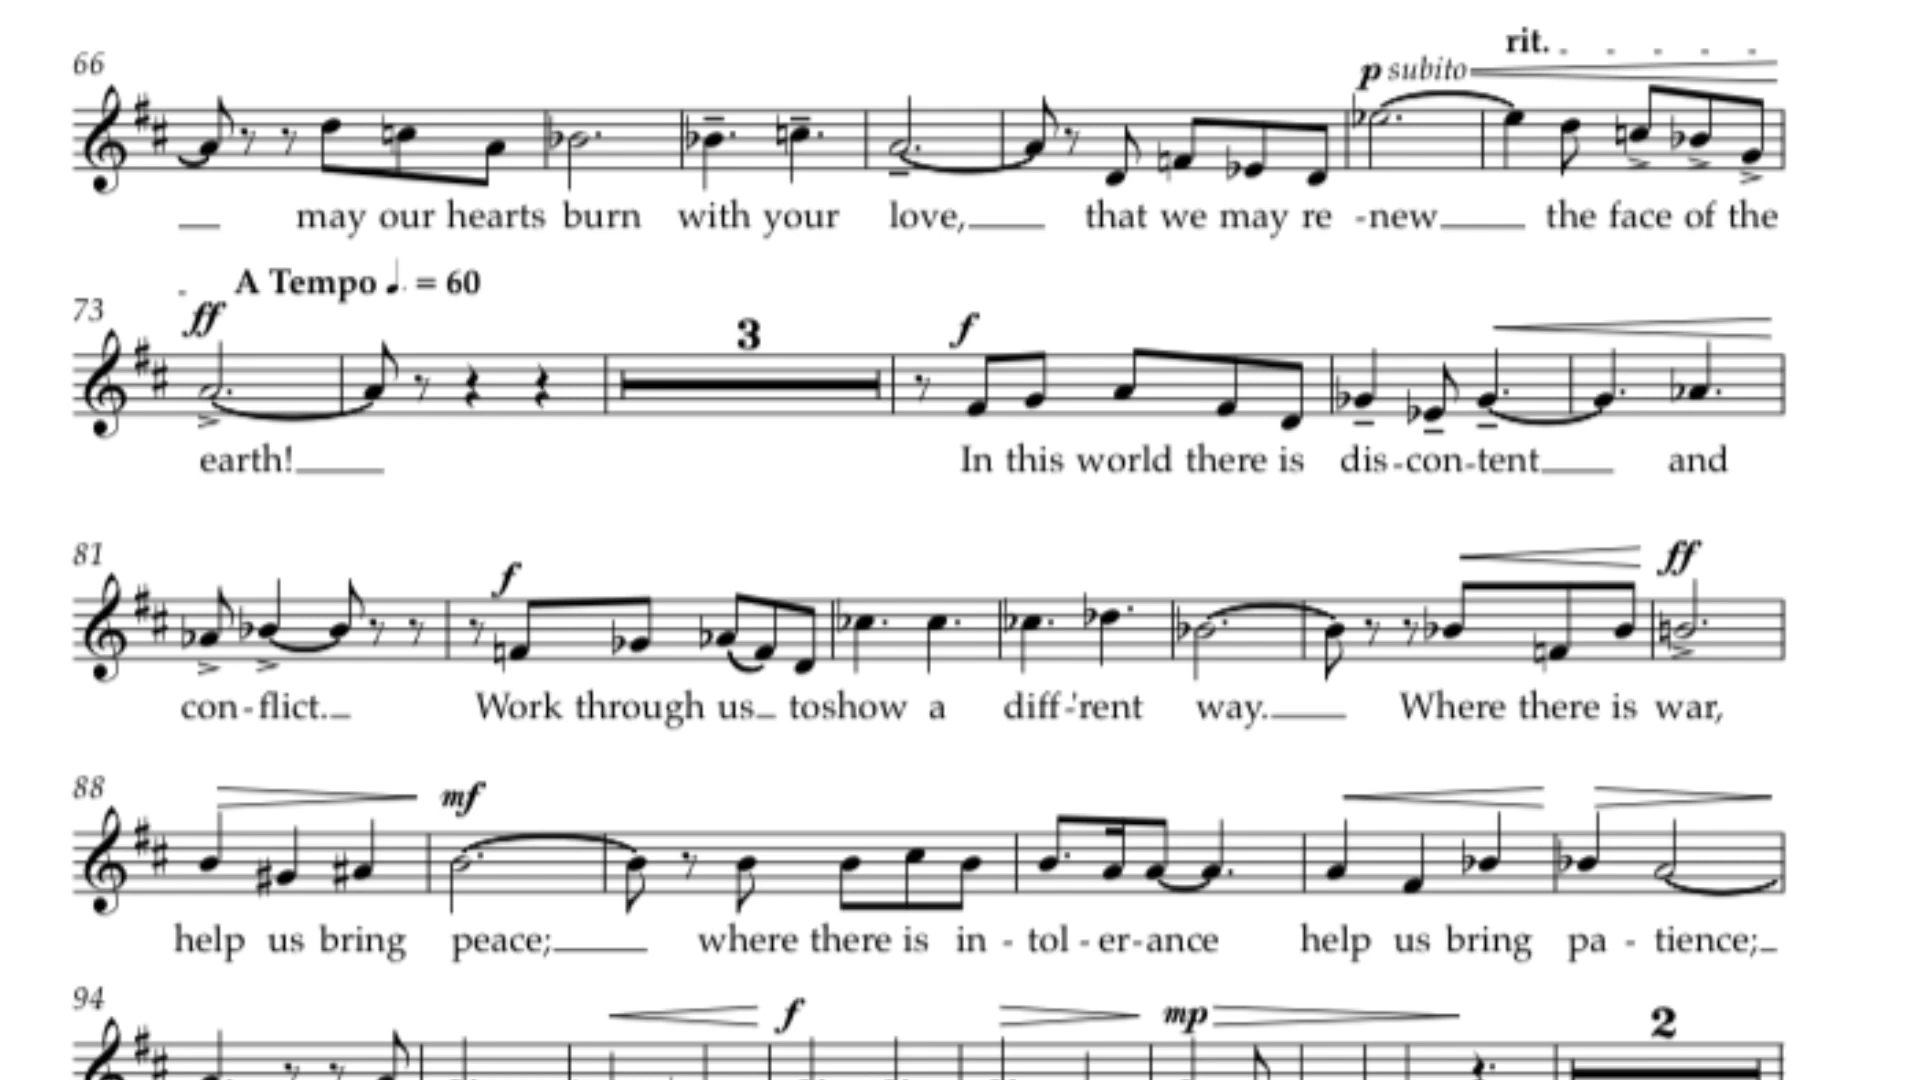 66
rit.
p subito
may our hearts burn with your love, that we may re - new the face of the
A Tempo ♩. = 60
73
ff
3
f
earth! In this world there is dis - con - tent and
81
f
ff
con - flict. Work through us to show a diff - 'rent way. Where there is war,
88
mf
help us bring peace; where there is in - tol - er - ance help us bring pa - tience;
94
f
mp
2